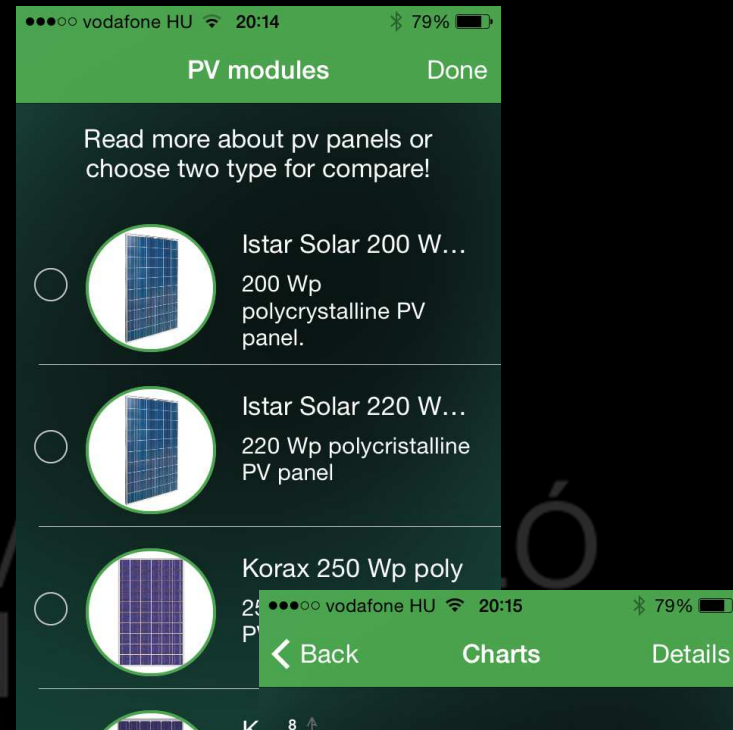 vodafone HU 20:14 79%
PV modules Done
Read more about pv panels or
choose two type for compare!
Istar Solar 200 W...
200 Wp
polycrystalline PV
panel.
Istar Solar 220 W...
220 Wp polycristalline
PV panel
Korax 250 Wp poly
vodafone HU 20:15 79%
Back Charts Details
8